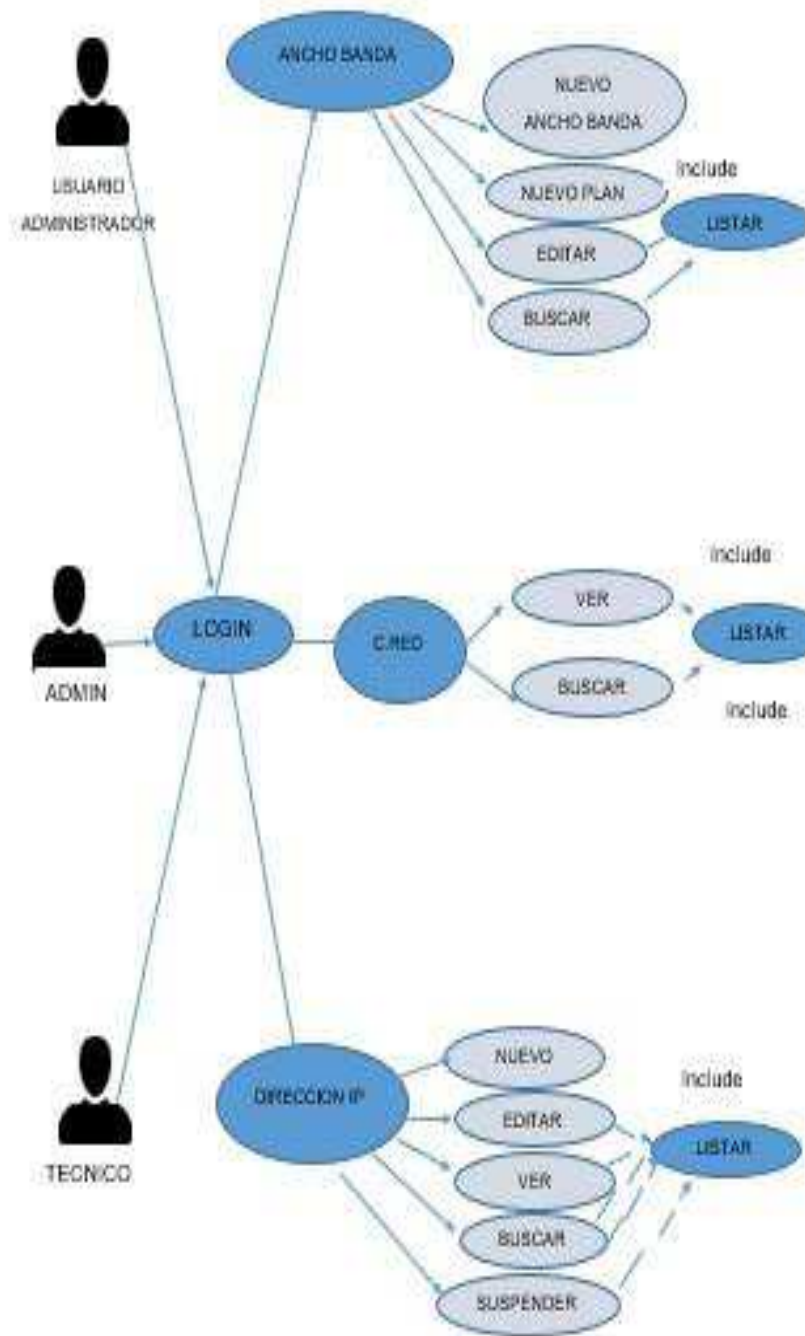 ANCHO BANDA
NUEVO
ANCHO BANDA
USUARIO
ADMINISTRADOR
Include
NUEVO PLAN
LISTAR
EDITAR
BUSCAR
Include
VER
LOGIN
C.RED
LISTAR
ADMIN
BUSCAR
Include
NUEVO
Include
DIRECCION IP
EDITAR
LISTAR
TECNICO
VER
BUSCAR
SUSPENDER